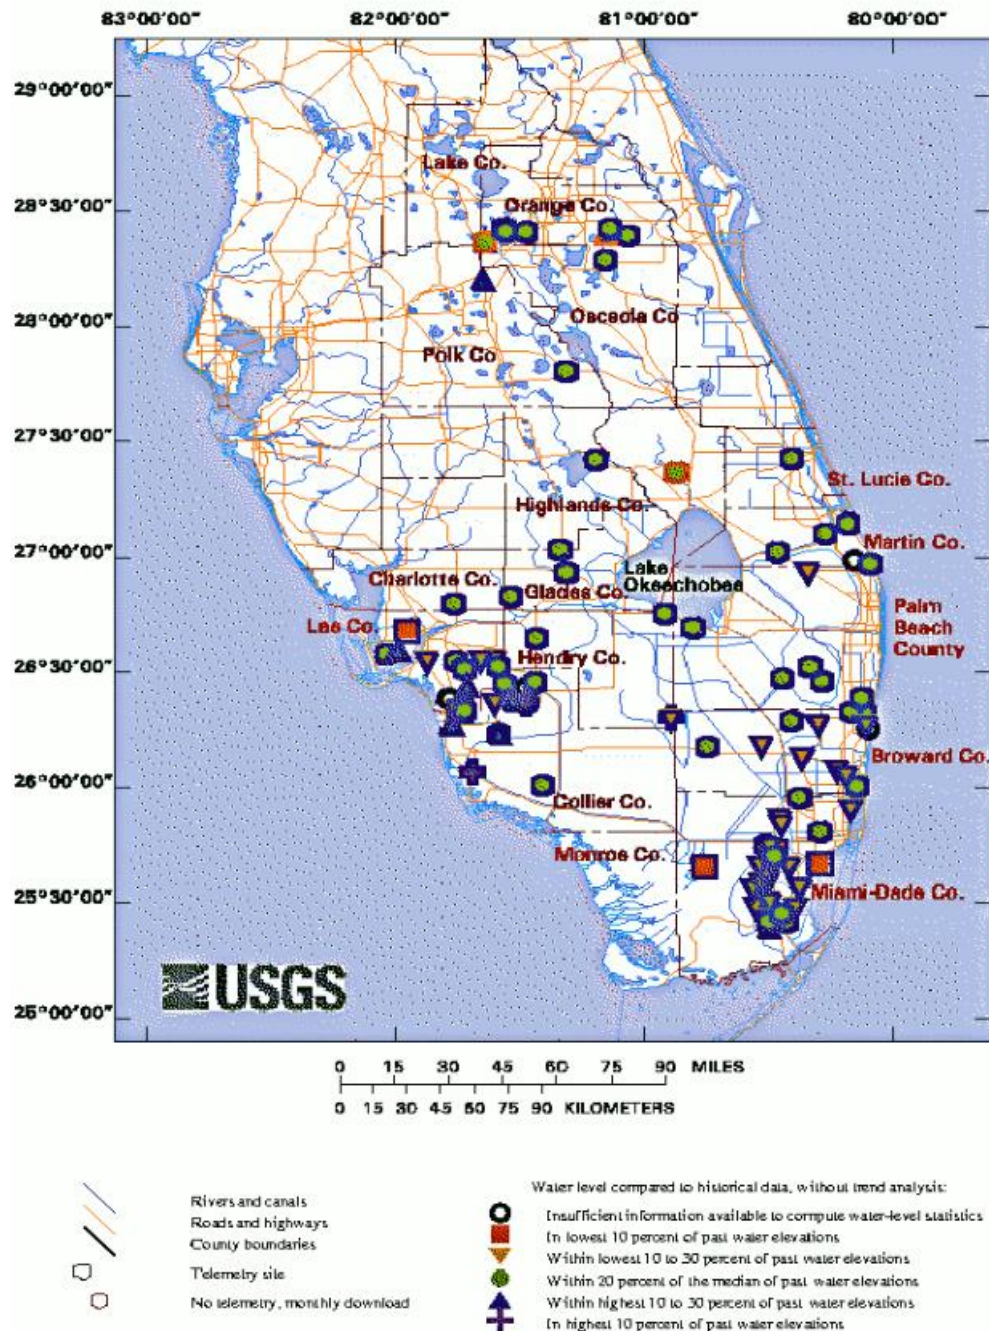 83°00'00" 82°00'00" 81°00'00" 80°00'00"
29°00'00"
Lake Co.
28°30'00"
Orange Co.
28°00'00"
Osceola Co
Polk Co
27°30'00"
St. Lucie Co.
Highlands Co.
27°00'00"
Martin Co.
Lake
Okeechobee
Charlotte Co.
Glades Co.
Palm
Beach
County
Lee Co.
26°30'00"
Hendry Co.
26°00'00"
Broward Co.
Collier Co.
Monroe Co.
25°30'00"
Miami-Dade Co.
USGS
25°00'00"
0 15 30 45 60 75 90 MILES
0 15 30 45 60 75 90 KILOMETERS
Water level compared to historical data, without trend analysis:
Rivers and canals
Roads and highways
County boundaries
Telemetry site
No telemetry, monthly download
Insufficient information available to compute water-level statistics
In lowest 10 percent of past water elevations
Within lowest 10 to 30 percent of past water elevations
Within 20 percent of the median of past water elevations
Within highest 10 to 30 percent of past water elevations
In highest 10 percent of past water elevations